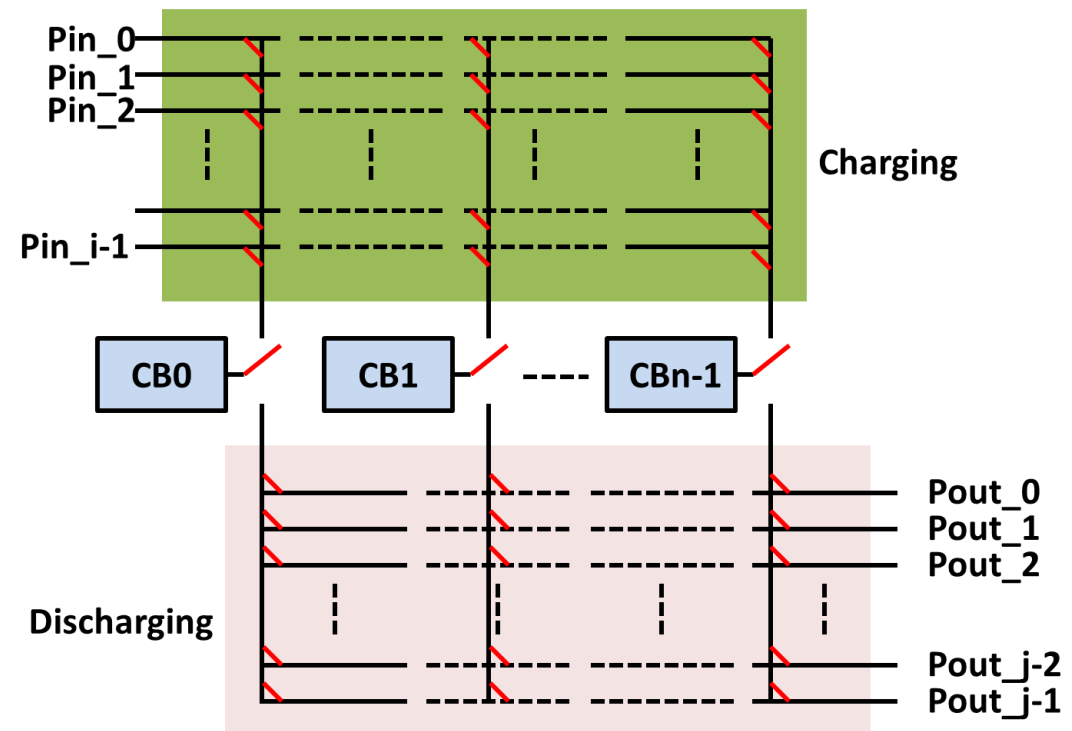 Pin_0
Pin_1
Pin_2
Charging
Pin_i-1
CB0
CB1
CBn-1
Pout_0
Pout_1
Pout_2
Discharging
Pout_j-2
Pout_j-1